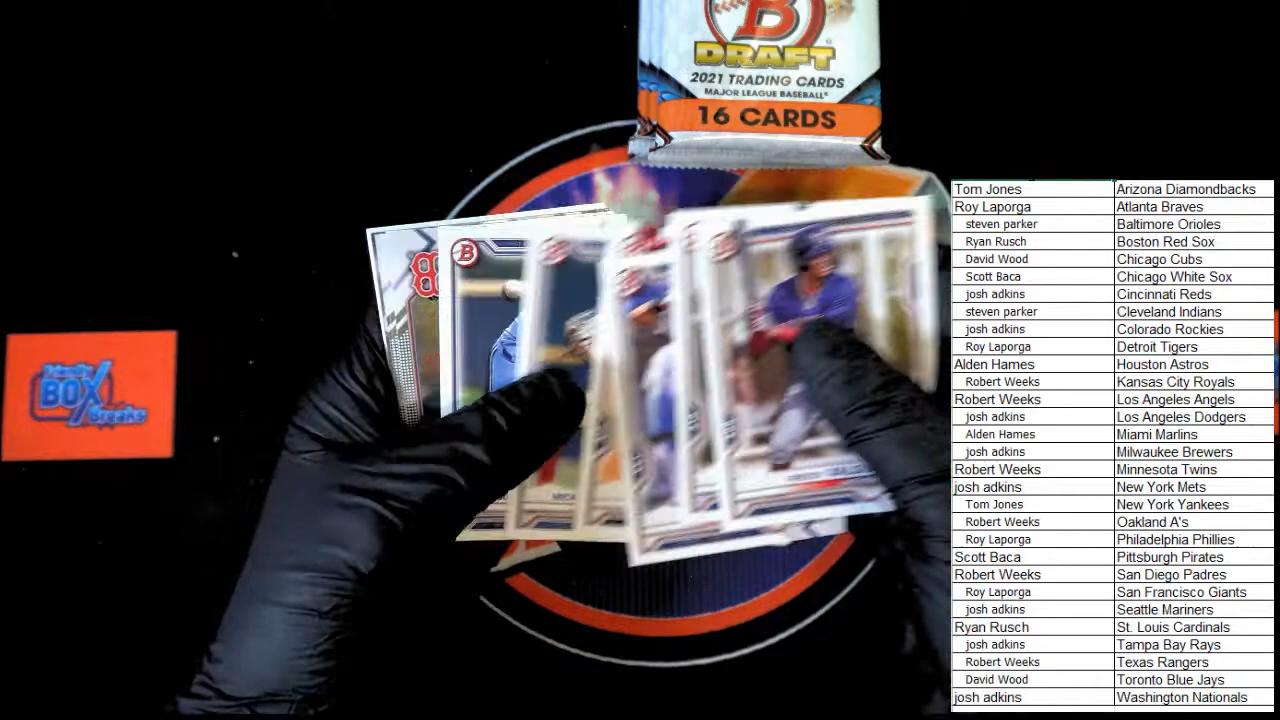 B
DRAFT
2021 TRADING CARDS
MAJOR LEAGUE BASEBALL®
16 CARDS
B
B
Friendly
BOX
Breaks
Tom Jones Arizona Diamondbacks
Roy Laporga Atlanta Braves
steven parker Baltimore Orioles
Ryan Rusch Boston Red Sox
David Wood Chicago Cubs
Scott Baca Chicago White Sox
josh adkins Cincinnati Reds
steven parker Cleveland Indians
josh adkins Colorado Rockies
Roy Laporga Detroit Tigers
Alden Hames Houston Astros
Robert Weeks Kansas City Royals
Robert Weeks Los Angeles Angels
josh adkins Los Angeles Dodgers
Alden Hames Miami Marlins
josh adkins Milwaukee Brewers
Robert Weeks Minnesota Twins
josh adkins New York Mets
Tom Jones New York Yankees
Robert Weeks Oakland A's
Roy Laporga Philadelphia Phillies
Scott Baca Pittsburgh Pirates
Robert Weeks San Diego Padres
Roy Laporga San Francisco Giants
josh adkins Seattle Mariners
Ryan Rusch St. Louis Cardinals
josh adkins Tampa Bay Rays
Robert Weeks Texas Rangers
David Wood Toronto Blue Jays
josh adkins Washington Nationals